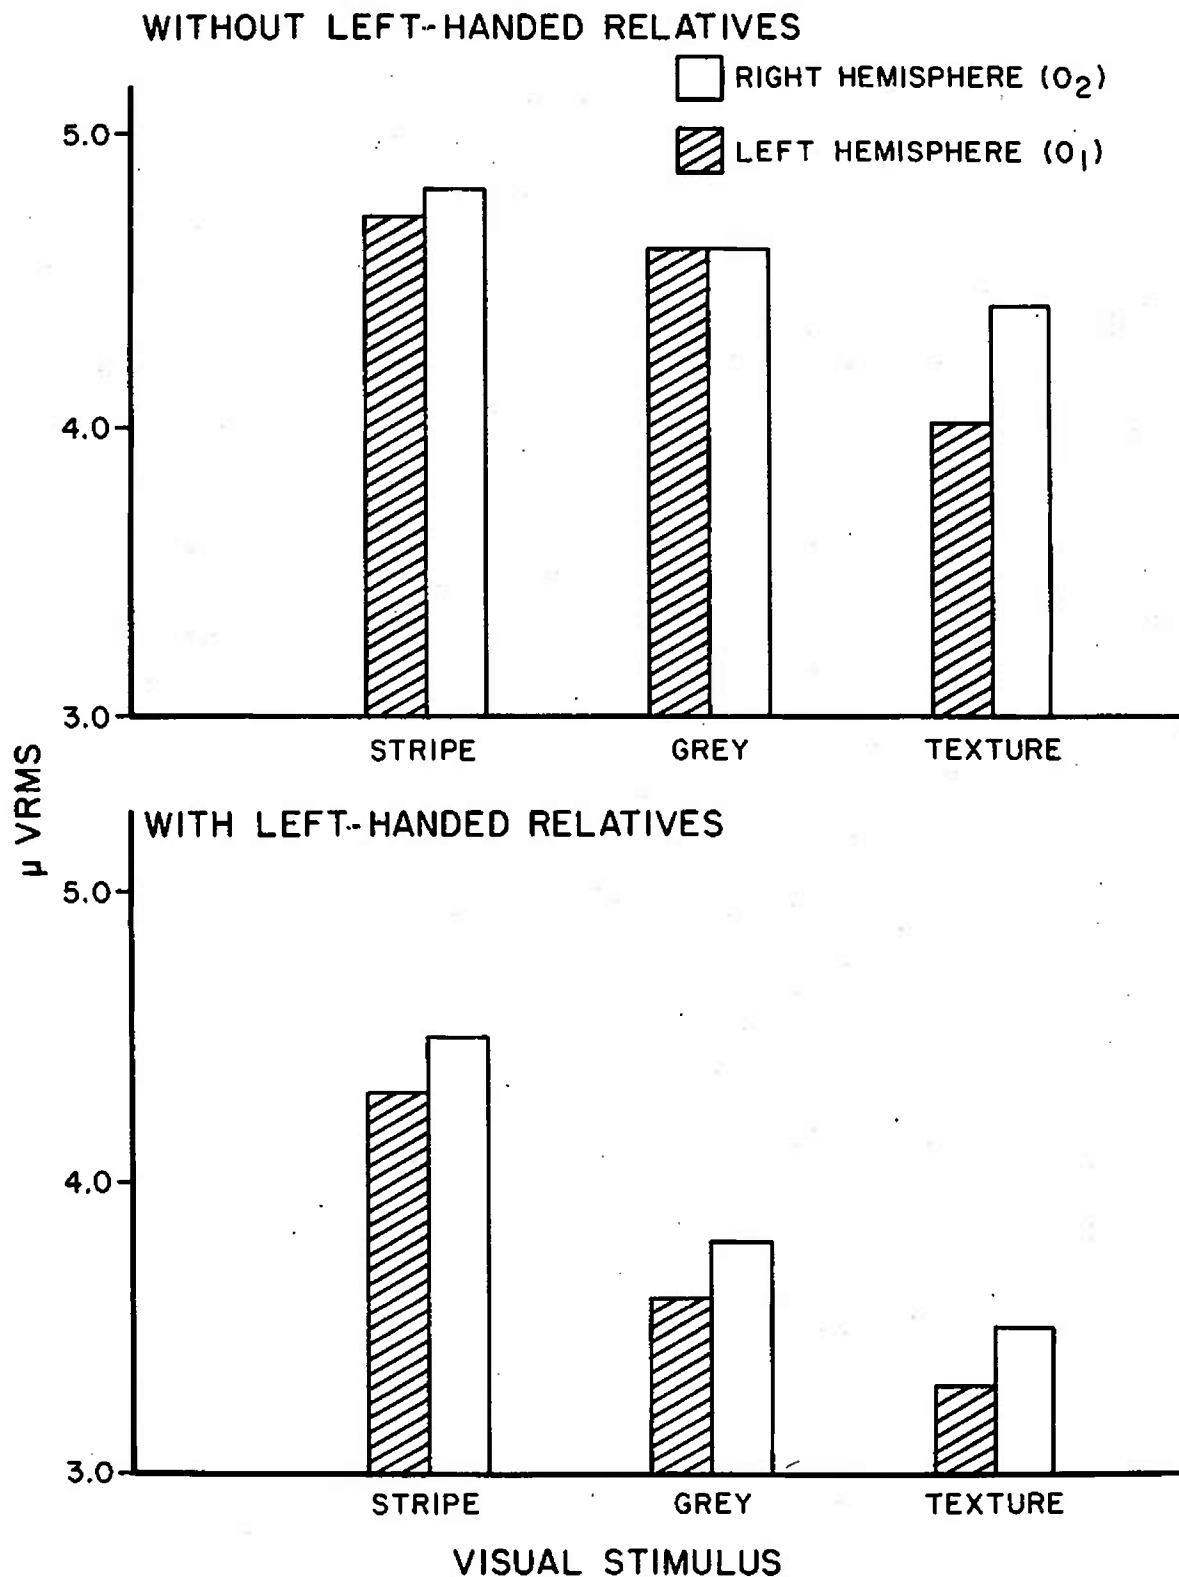 WITHOUT LEFT-HANDED RELATIVES
RIGHT HEMISPHERE (O2)
LEFT HEMISPHERE (O1)
5.0
4.0
3.0
STRIPE GREY TEXTURE
µ VRMS
WITH LEFT-HANDED RELATIVES
5.0
4.0
3.0
STRIPE GREY TEXTURE
VISUAL STIMULUS